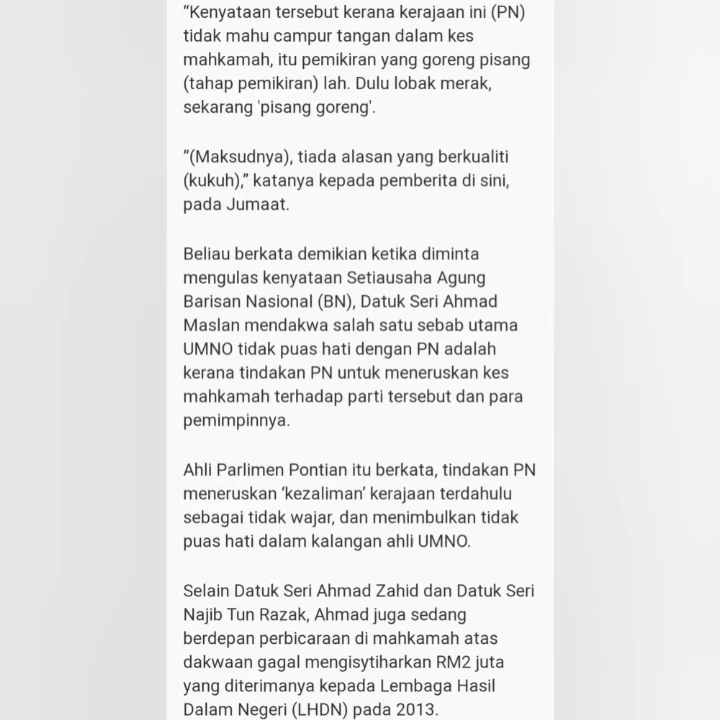 “Kenyataan tersebut kerana kerajaan ini (PN)
tidak mahu campur tangan dalam kes
mahkamah, itu pemikiran yang goreng pisang
(tahap pemikiran) lah. Dulu lobak merak,
sekarang 'pisang goreng'.
“(Maksudnya), tiada alasan yang berkualiti
(kukuh),” katanya kepada pemberita di sini,
pada Jumaat.
Beliau berkata demikian ketika diminta
mengulas kenyataan Setiausaha Agung
Barisan Nasional (BN), Datuk Seri Ahmad
Maslan mendakwa salah satu sebab utama
UMNO tidak puas hati dengan PN adalah
kerana tindakan PN untuk meneruskan kes
mahkamah terhadap parti tersebut dan para
pemimpinnya.
Ahli Parlimen Pontian itu berkata, tindakan PN
meneruskan ‘kezaliman’ kerajaan terdahulu
sebagai tidak wajar, dan menimbulkan tidak
puas hati dalam kalangan ahli UMNO.
Selain Datuk Seri Ahmad Zahid dan Datuk Seri
Najib Tun Razak, Ahmad juga sedang
berdepan perbicaraan di mahkamah atas
dakwaan gagal mengisytiharkan RM2 juta
yang diterimanya kepada Lembaga Hasil
Dalam Negeri (LHDN) pada 2013.